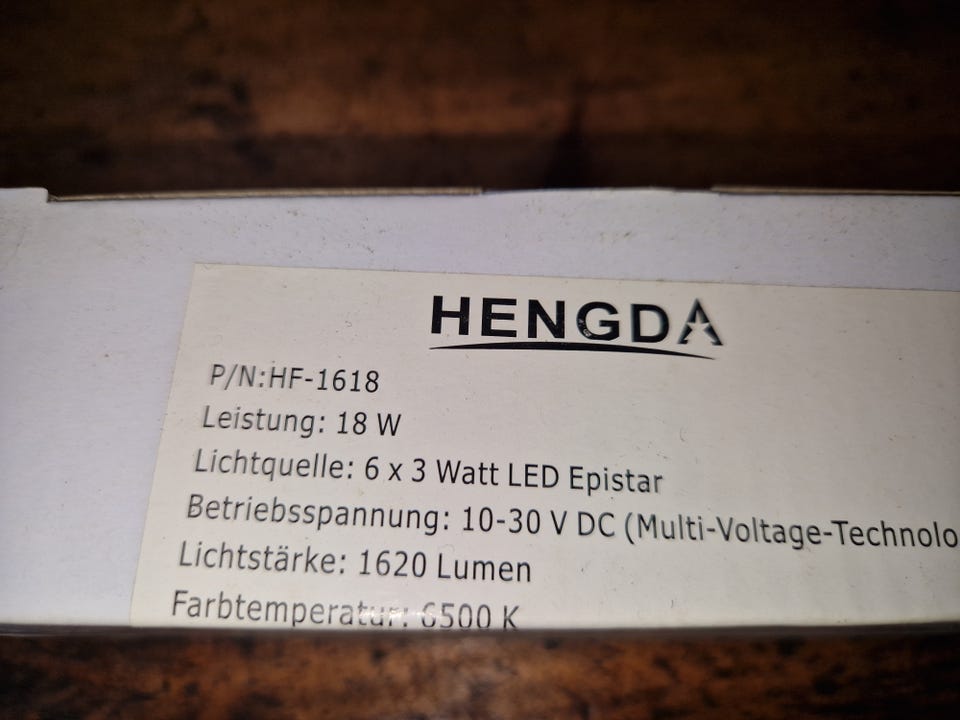 HENGDA
P/N:HF-1618
Leistung: 18 W
Lichtquelle: 6 x 3 Watt LED Epistar
Betriebsspannung: 10-30 V DC (Multi-Voltage-Technolo
Lichtstärke: 1620 Lumen
Farbtemperatur: 6500 K